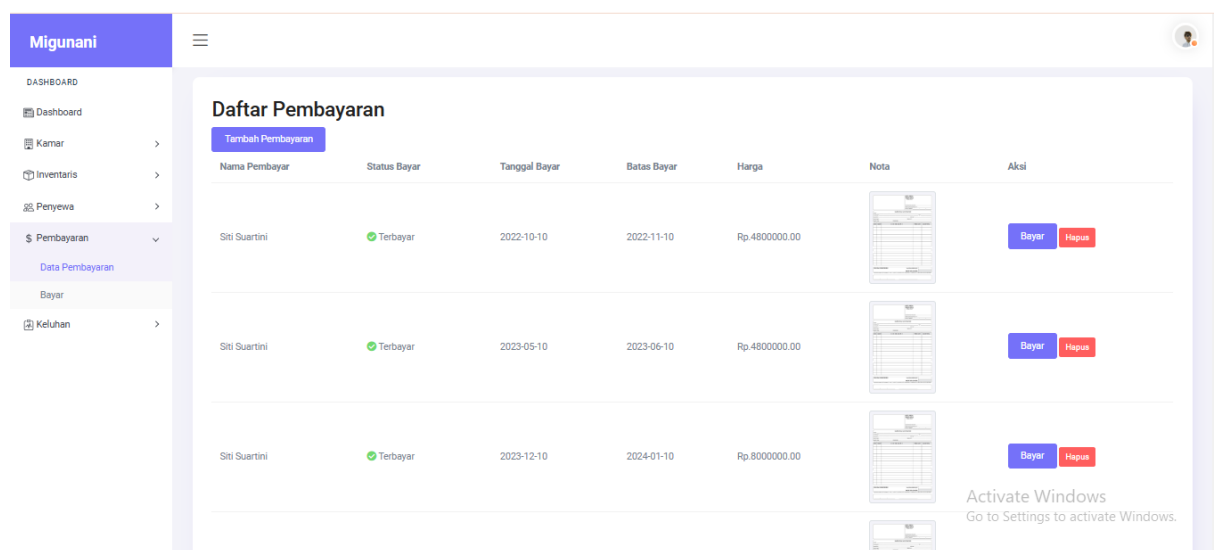 Migunani
DASHBOARD
Dashboard
Kamar
Inventaris
Penyewa
$ Pembayaran
Data Pembayaran
Bayar
Keluhan
Daftar Pembayaran
Tambah Pembayaran
Nama Pembayar Status Bayar Tanggal Bayar Batas Bayar Harga Nota Aksi
Siti Suartini Terbayar 2022-10-10 2022-11-10 Rp.4800000.00 Bayar Hapus
Siti Suartini Terbayar 2023-05-10 2023-06-10 Rp.4800000.00 Bayar Hapus
Siti Suartini Terbayar 2023-12-10 2024-01-10 Rp.8000000.00 Bayar Hapus
Activate Windows
Go to Settings to activate Windows.